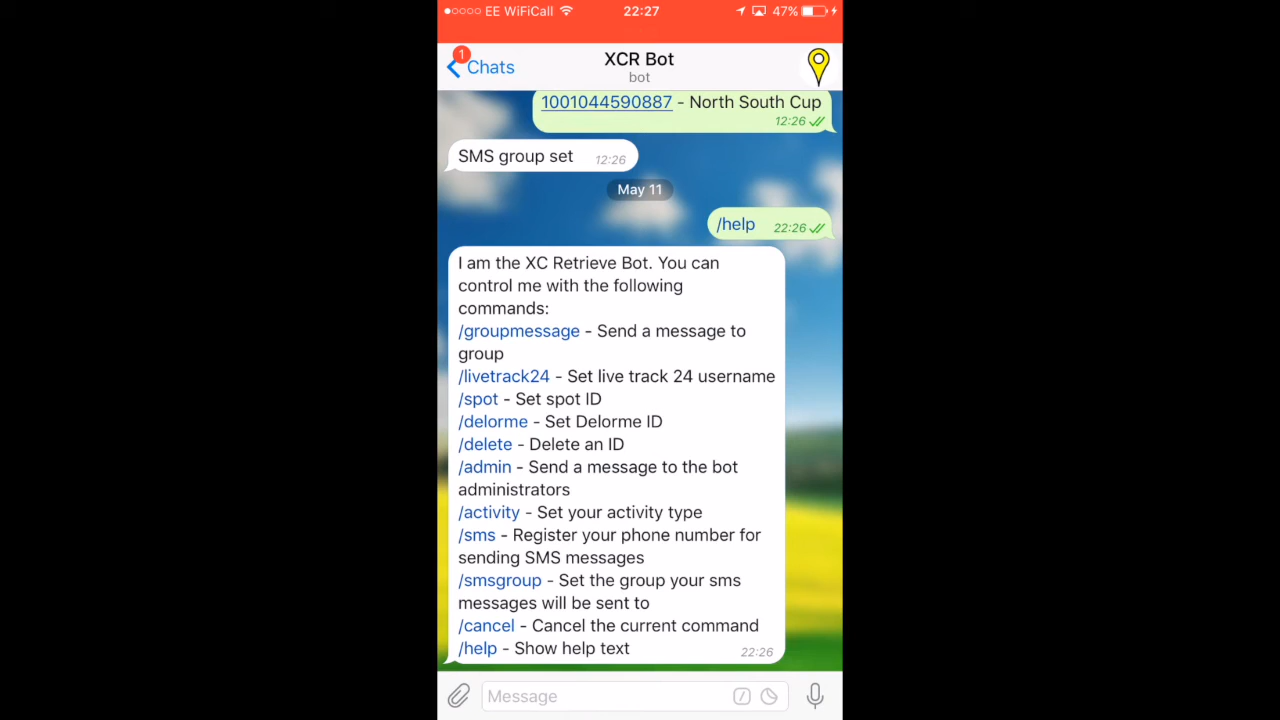 EE WiFiCall 22:27 47%
1
Chats
XCR Bot
bot
1001044590887 - North South Cup
12:26
SMS group set 12:26
May 11
/help 22:26
I am the XC Retrieve Bot. You can
control me with the following
commands:
/groupmessage - Send a message to
group
/livetrack24 - Set live track 24 username
/spot - Set spot ID
/delorme - Set Delorme ID
/delete - Delete an ID
/admin - Send a message to the bot
administrators
/activity - Set your activity type
/sms - Register your phone number for
sending SMS messages
/smsgroup - Set the group your sms
messages will be sent to
/cancel - Cancel the current command
/help - Show help text 22:26
Message